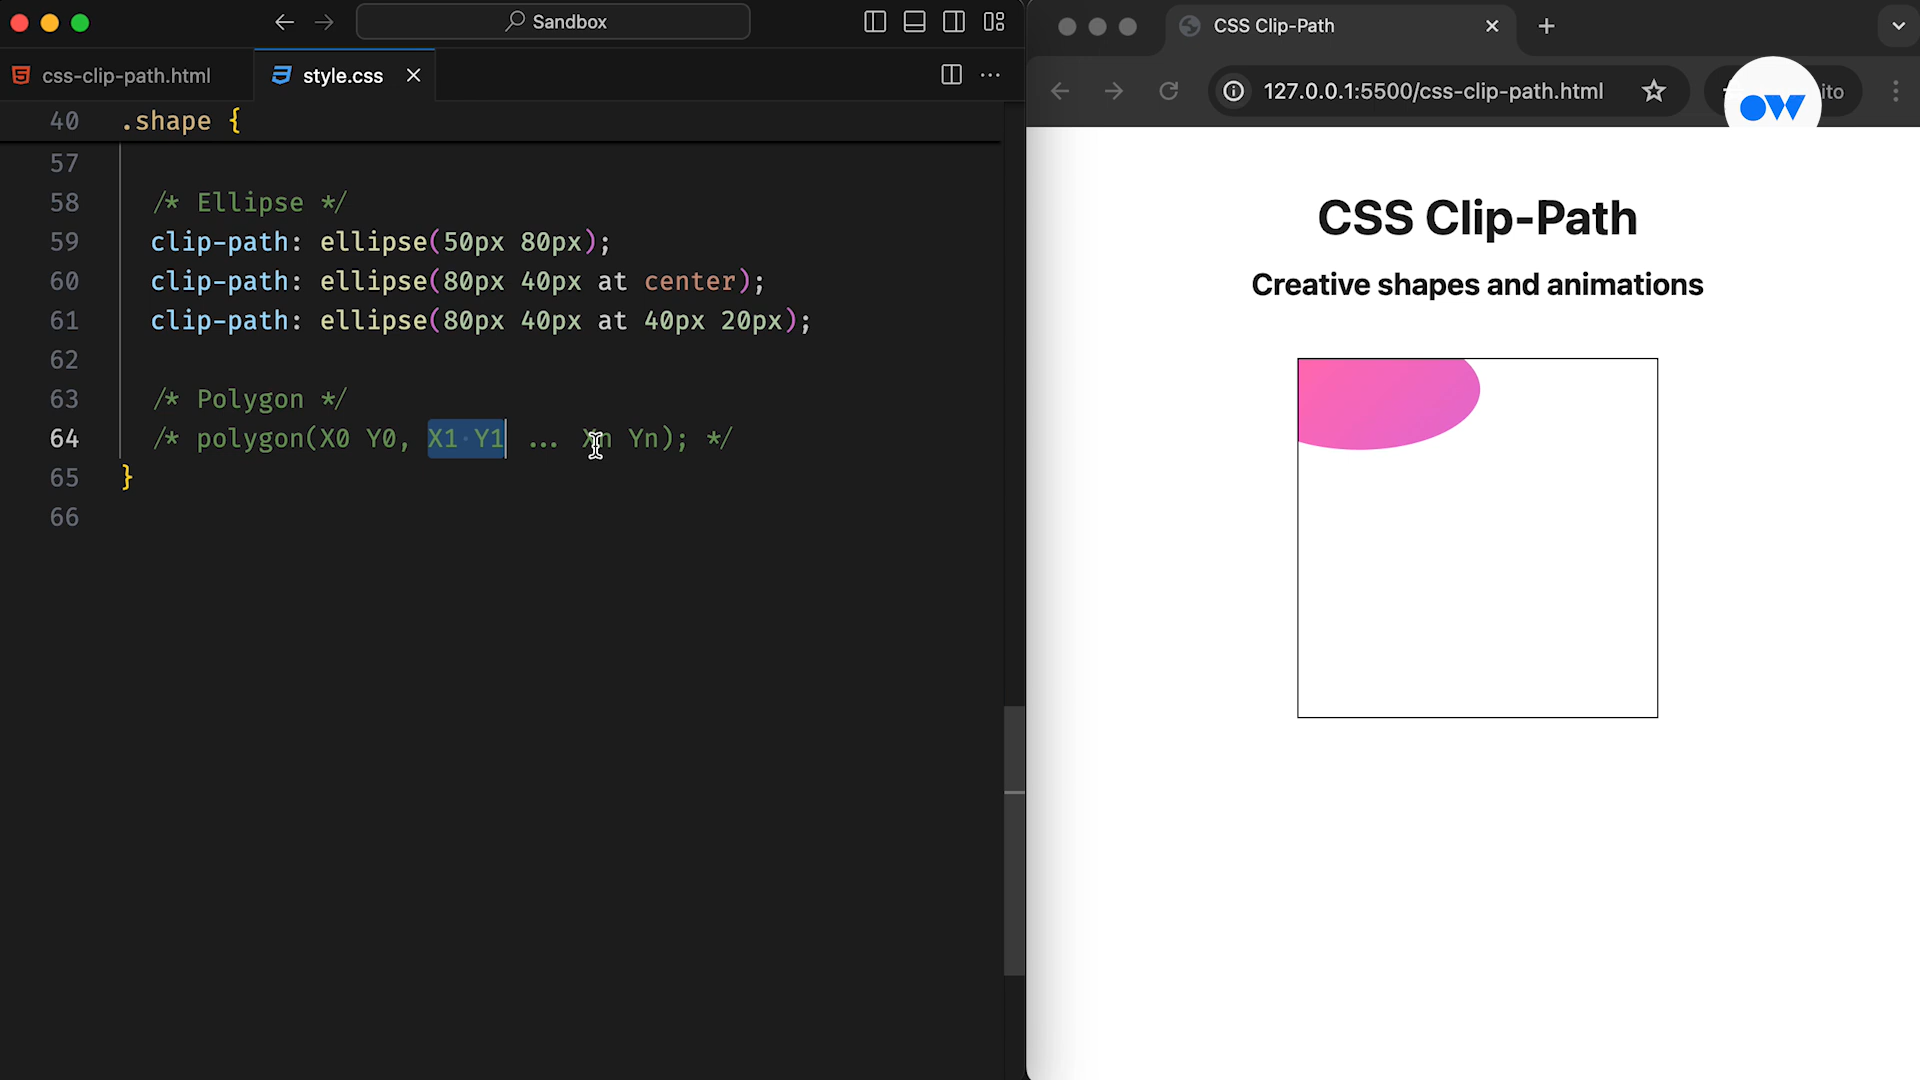 Sandbox
css-clip-path.html
style.css
40 .shape {
57
58 /* Ellipse */
59 clip-path: ellipse(50px 80px);
60 clip-path: ellipse(80px 40px at center);
61 clip-path: ellipse(80px 40px at 40px 20px);
62
63 /* Polygon */
64 /* polygon(X0 Y0, X1 Y1 ... Xn Yn); */
65 }
66
CSS Clip-Path
127.0.0.1:5500/css-clip-path.html
ito
OW
CSS Clip-Path
Creative shapes and animations